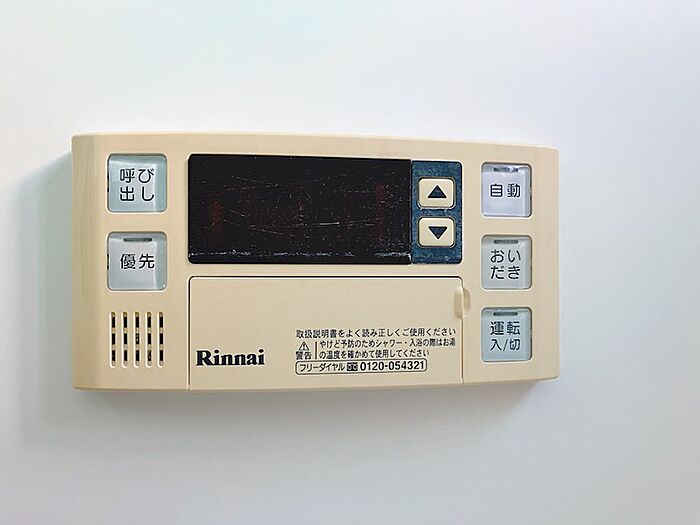 呼び
出し
優先
自動
おい
だき
運転
入/切
Rinnai
取扱説明書をよく読み正しくご使用ください
警告
やけど予防のためシャワー・入浴の際はお湯
の温度を確かめて使用してください
フリーダイヤル 0120-054321